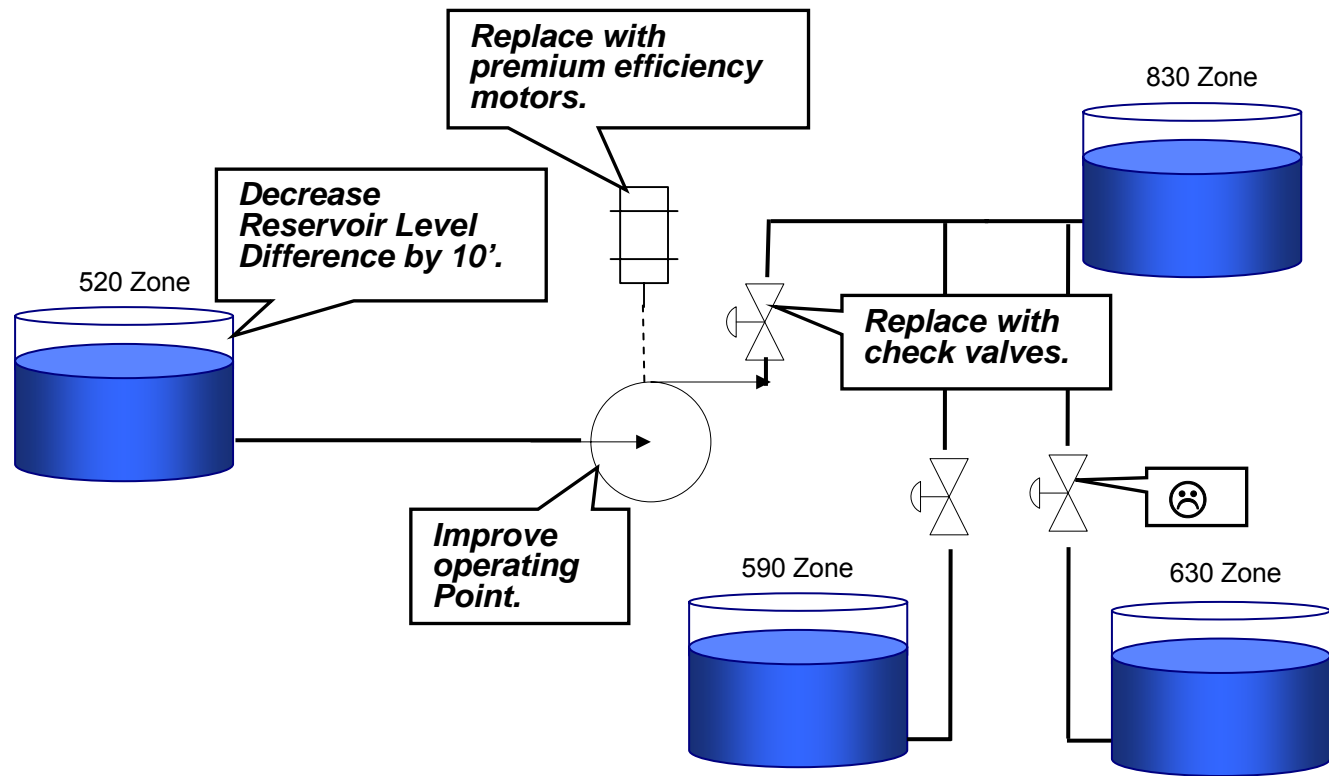 Replace with
premium efficiency
motors.
830 Zone
Decrease
Reservoir Level
Difference by 10’.
520 Zone
Replace with
check valves.
Improve
operating
Point.
590 Zone
630 Zone